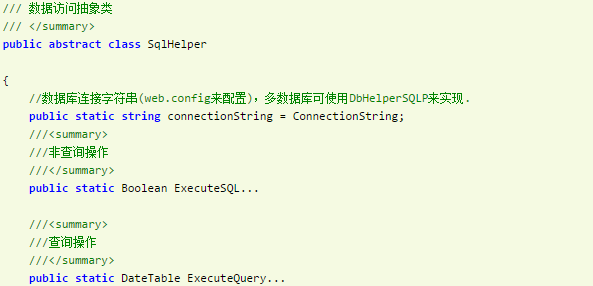 /// 数据访问抽象类
/// </summary>
public abstract class SqlHelper
{
//数据库连接字符串(web.config来配置)，多数据库可使用DbHelperSQLP来实现.
public static string connectionString = ConnectionString;
///<summary>
///非查询操作
///</summary>
public static Boolean ExecuteSQL...
///<summary>
///查询操作
///</summary>
public static DateTable ExecuteQuery...